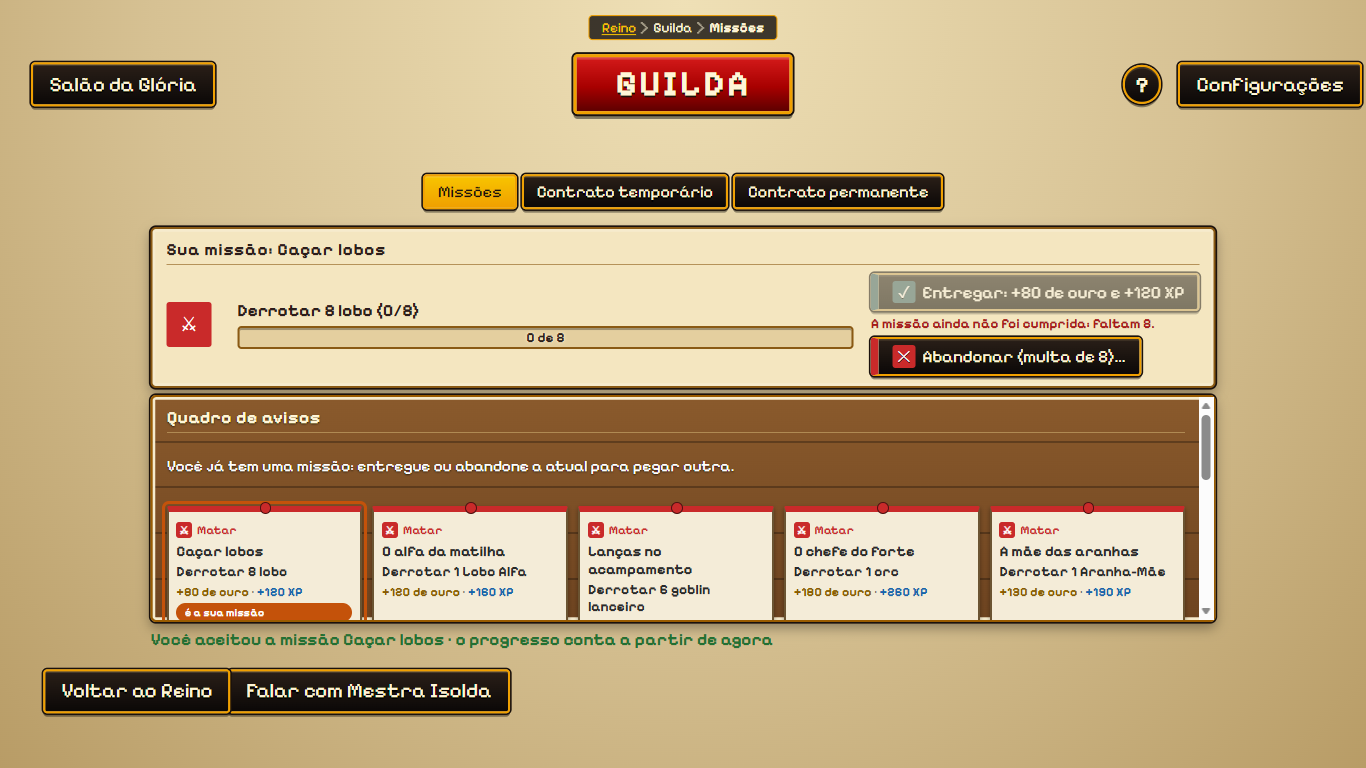 Reino > Guilda > Missões
Salão da Glória
GUILDA
?
Configurações
Missões
Contrato temporário
Contrato permanente
Sua missão: Caçar lobos
Derrotar 8 lobo (0/8)
0 de 8
Entregar: +80 de ouro e +120 XP
A missão ainda não foi cumprida: faltam 8.
Abandonar (multa de 8)...
Quadro de avisos
Você já tem uma missão: entregue ou abandone a atual para pegar outra.
Matar
Caçar lobos
Derrotar 8 lobo
+80 de ouro · +120 XP
é a sua missão
Matar
O alfa da matilha
Derrotar 1 Lobo Alfa
+120 de ouro · +160 XP
Matar
Lanças no
acampamento
Derrotar 6 goblin
lanceiro
Matar
O chefe do forte
Derrotar 1 orc
+180 de ouro · +260 XP
Matar
A mãe das aranhas
Derrotar 1 Aranha-Mãe
+130 de ouro · +190 XP
Você aceitou a missão Caçar lobos · o progresso conta a partir de agora
Voltar ao Reino
Falar com Mestra Isolda